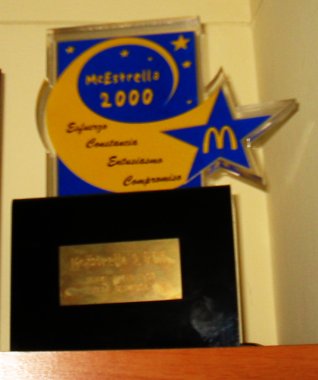 McEstrella
2000
Esfuerzo
Constancia
Entusiasmo
Compromiso
M